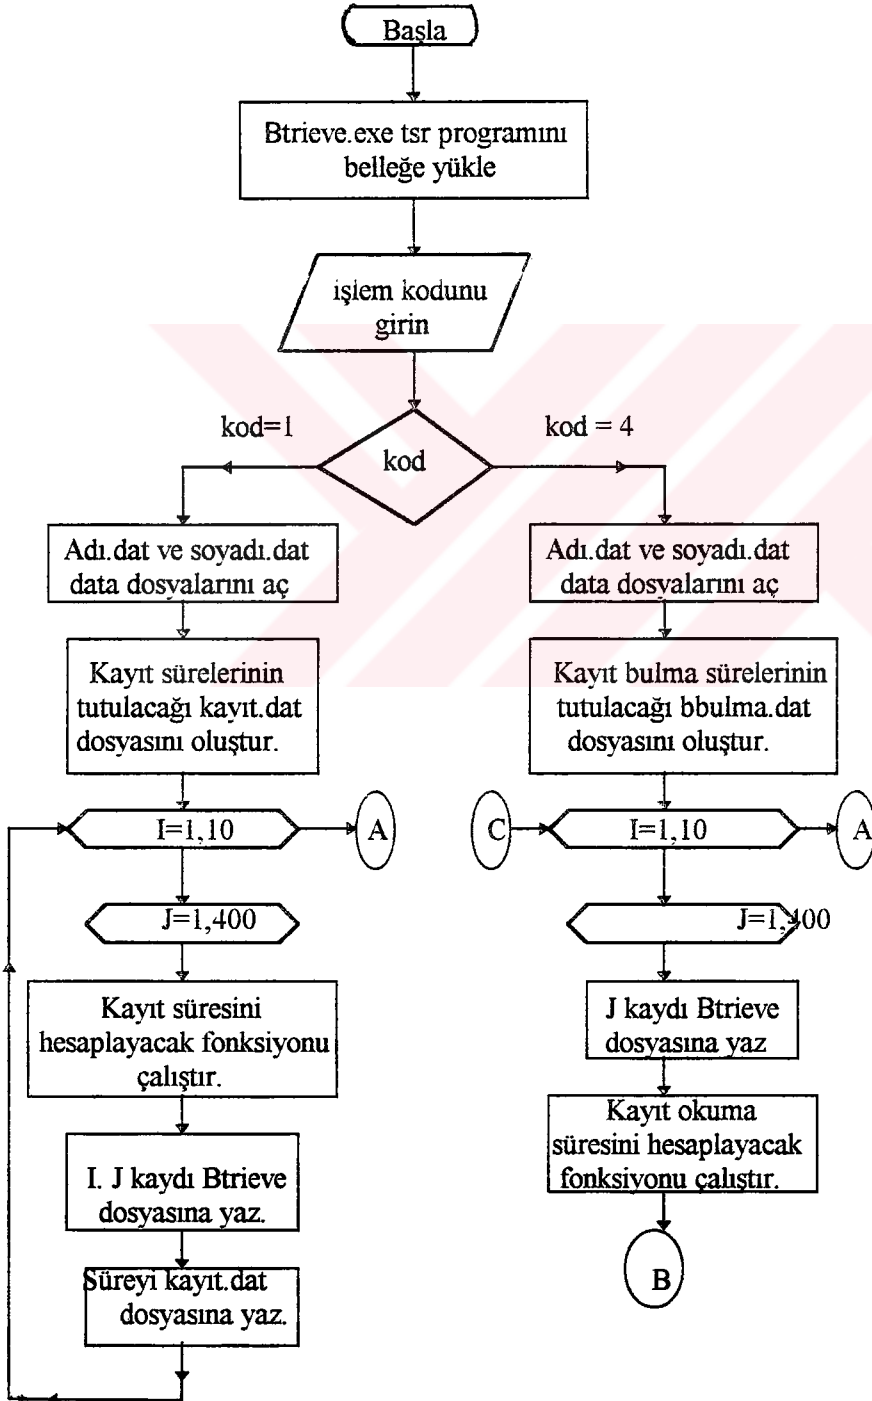 Başla
Btrieve.exe tsr programını
belleğe yükle
işlem kodunu
girin
kod=1
kod
kod = 4
Adı.dat ve soyadı.dat
data dosyalarını aç
Kayıt sürelerinin
tutulacağı kayıt.dat
dosyasını oluştur.
I=1,10
A
J=1,400
Kayıt süresini
hesaplayacak fonksiyonu
çalıştır.
I. J kaydı Btrieve
dosyasına yaz.
Süreyi kayıt.dat
dosyasına yaz.
Adı.dat ve soyadı.dat
data dosyalarını aç
Kayıt bulma sürelerinin
tutulacağı bbulma.dat
dosyasını oluştur.
C
I=1,10
A
J=1,400
J kaydı Btrieve
dosyasına yaz
Kayıt okuma
süresini hesaplayacak
fonksiyonu çalıştır.
B